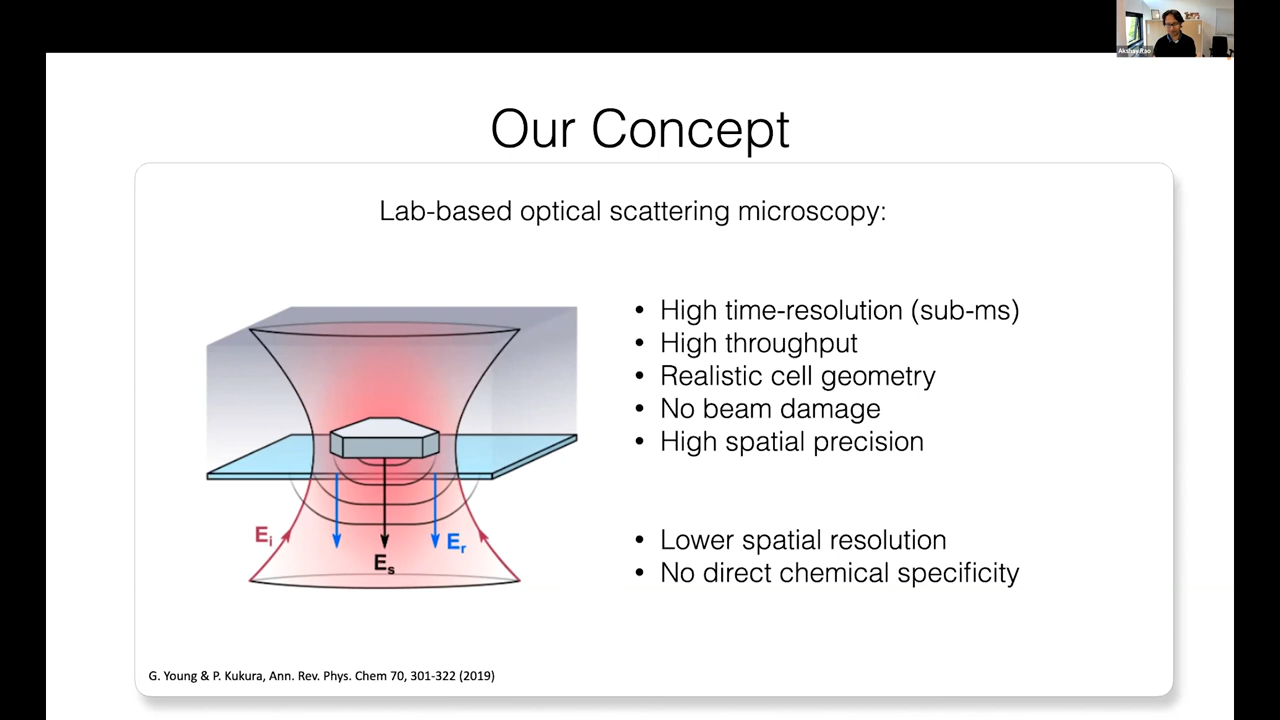 Akshay Rao
Our Concept
Lab-based optical scattering microscopy:
• High time-resolution (sub-ms)
• High throughput
• Realistic cell geometry
• No beam damage
• High spatial precision
Ei
Es
Er
• Lower spatial resolution
• No direct chemical specificity
G. Young & P. Kukura, Ann. Rev. Phys. Chem 70, 301-322 (2019)